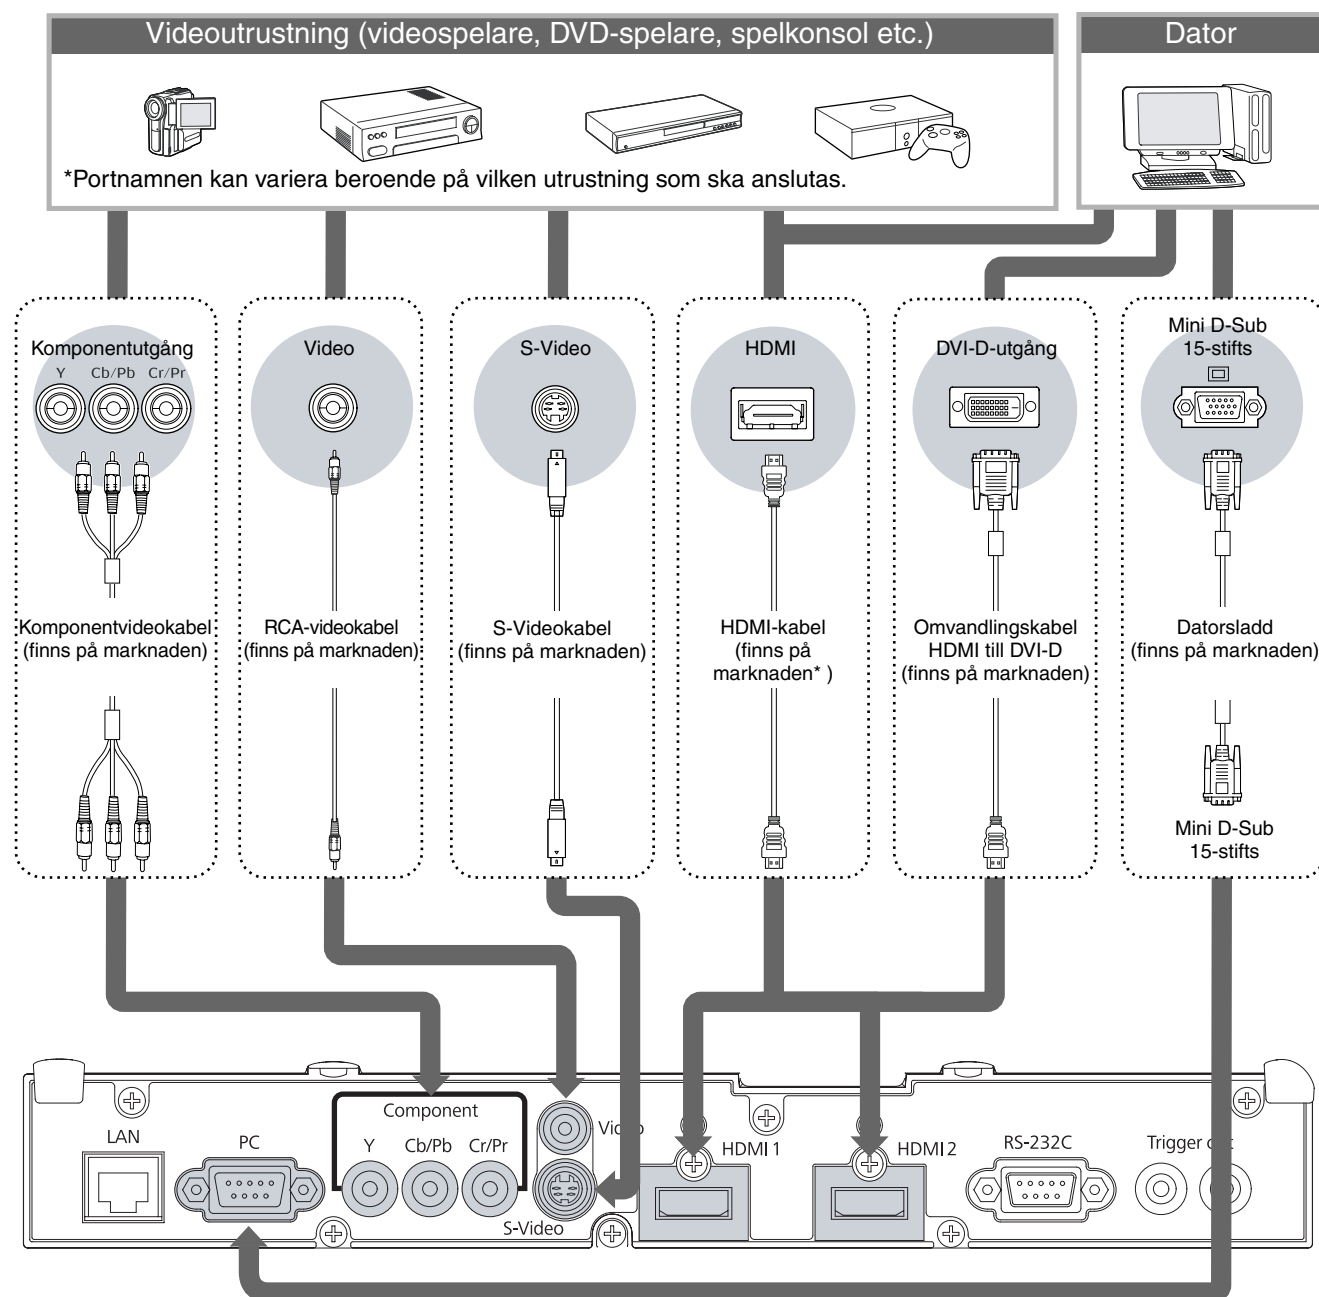 Videoutrustning (videospelare, DVD-spelare, spelkonsol etc.)
Dator
*Portnamnen kan variera beroende på vilken utrustning som ska anslutas.
Komponentutgång
Y Cb/Pb Cr/Pr
Video
S-Video
HDMI
DVI-D-utgång
Mini D-Sub
15-stifts
Komponentvideokabel
(finns på marknaden)
RCA-videokabel
(finns på marknaden)
S-Videokabel
(finns på marknaden)
HDMI-kabel
(finns på
marknaden* )
Omvandlingskabel
HDMI till DVI-D
(finns på marknaden)
Datorsladd
(finns på marknaden)
Mini D-Sub
15-stifts
LAN
PC
Component
Y Cb/Pb Cr/Pr
Video
S-Video
HDMI 1
HDMI 2
RS-232C
Trigger out